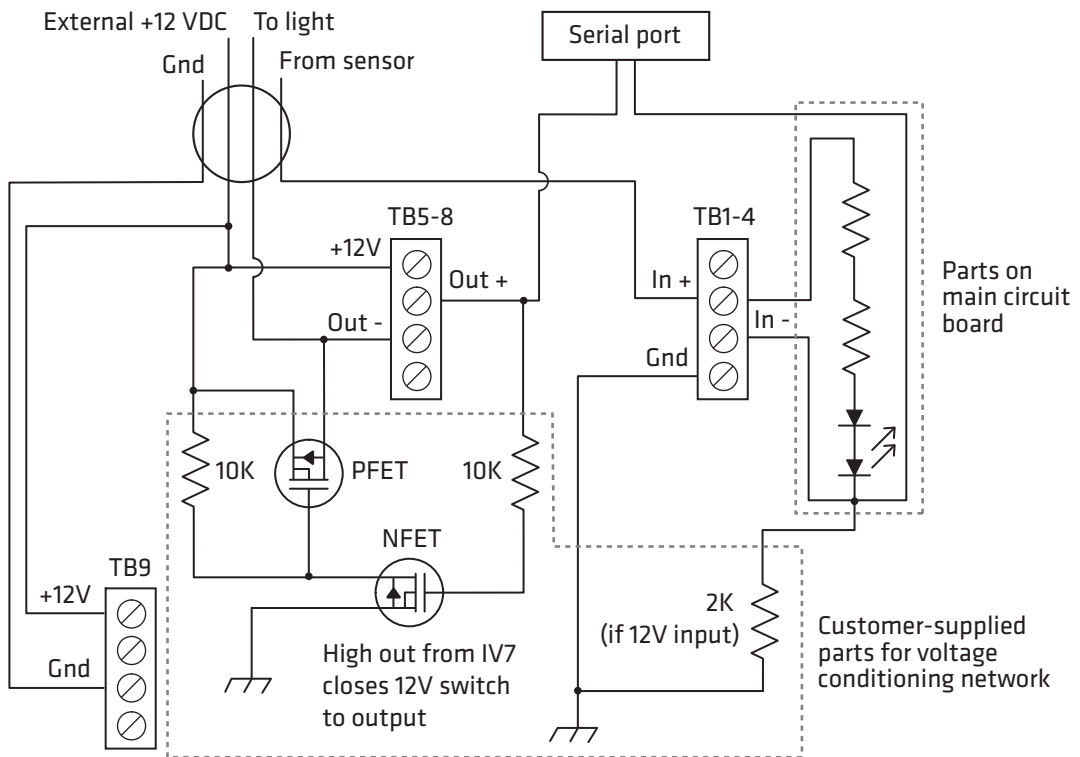 External +12 VDC
To light
Gnd
From sensor
Serial port
TB5-8
TB1-4
+12V
Out +
In +
In -
Out -
Gnd
Parts on
main circuit
board
10K
PFET
10K
NFET
TB9
+12V
Gnd
2K
(if 12V input)
High out from IV7
closes 12V switch
to output
Customer-supplied
parts for voltage
conditioning network